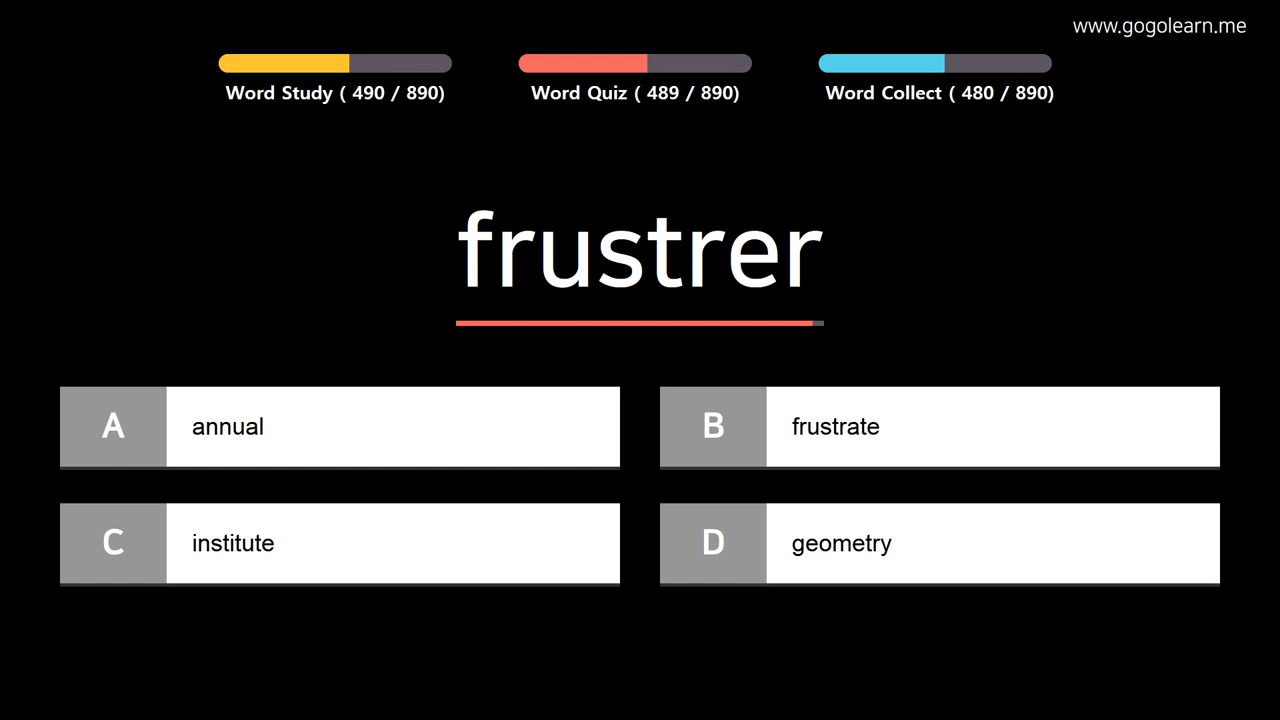 www.gogolearn.me
Word Study ( 490 / 890)
Word Quiz ( 489 / 890)
Word Collect ( 480 / 890)
frustrer
A annual
B frustrate
C institute
D geometry